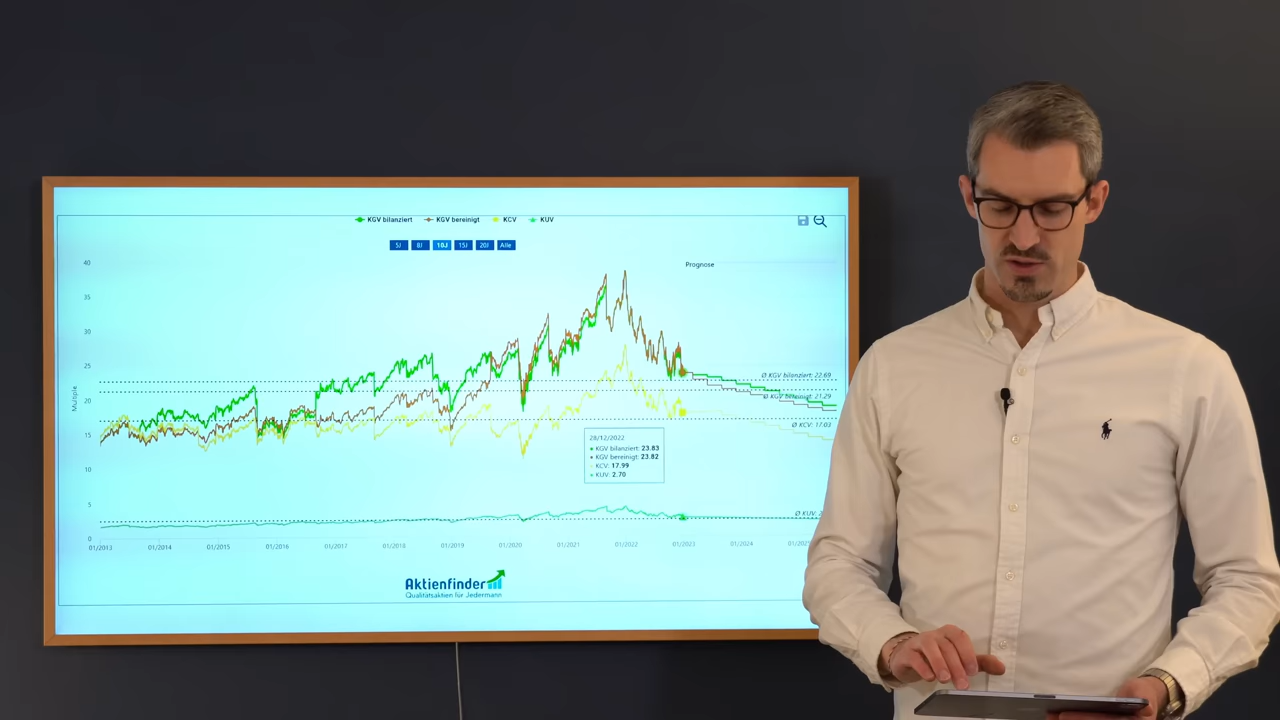 KGV bilanziert KGV bereinigt KCV KUV
5J 8J 10J 15J 20J Alle
Prognose
40
35
30
25
20
15
10
5
0
Multiple
Ø KGV bilanziert: 22.69
Ø KGV bereinigt: 21.29
Ø KCV: 17.03
28/12/2022
KGV bilanziert: 23.83
KGV bereinigt: 23.82
KCV: 17.99
KUV: 2.70
Ø KUV: 2
01/2013 01/2014 01/2015 01/2016 01/2017 01/2018 01/2019 01/2020 01/2021 01/2022 01/2023 01/2024 01/2025
Aktienfinder
Qualitätsaktien für Jedermann